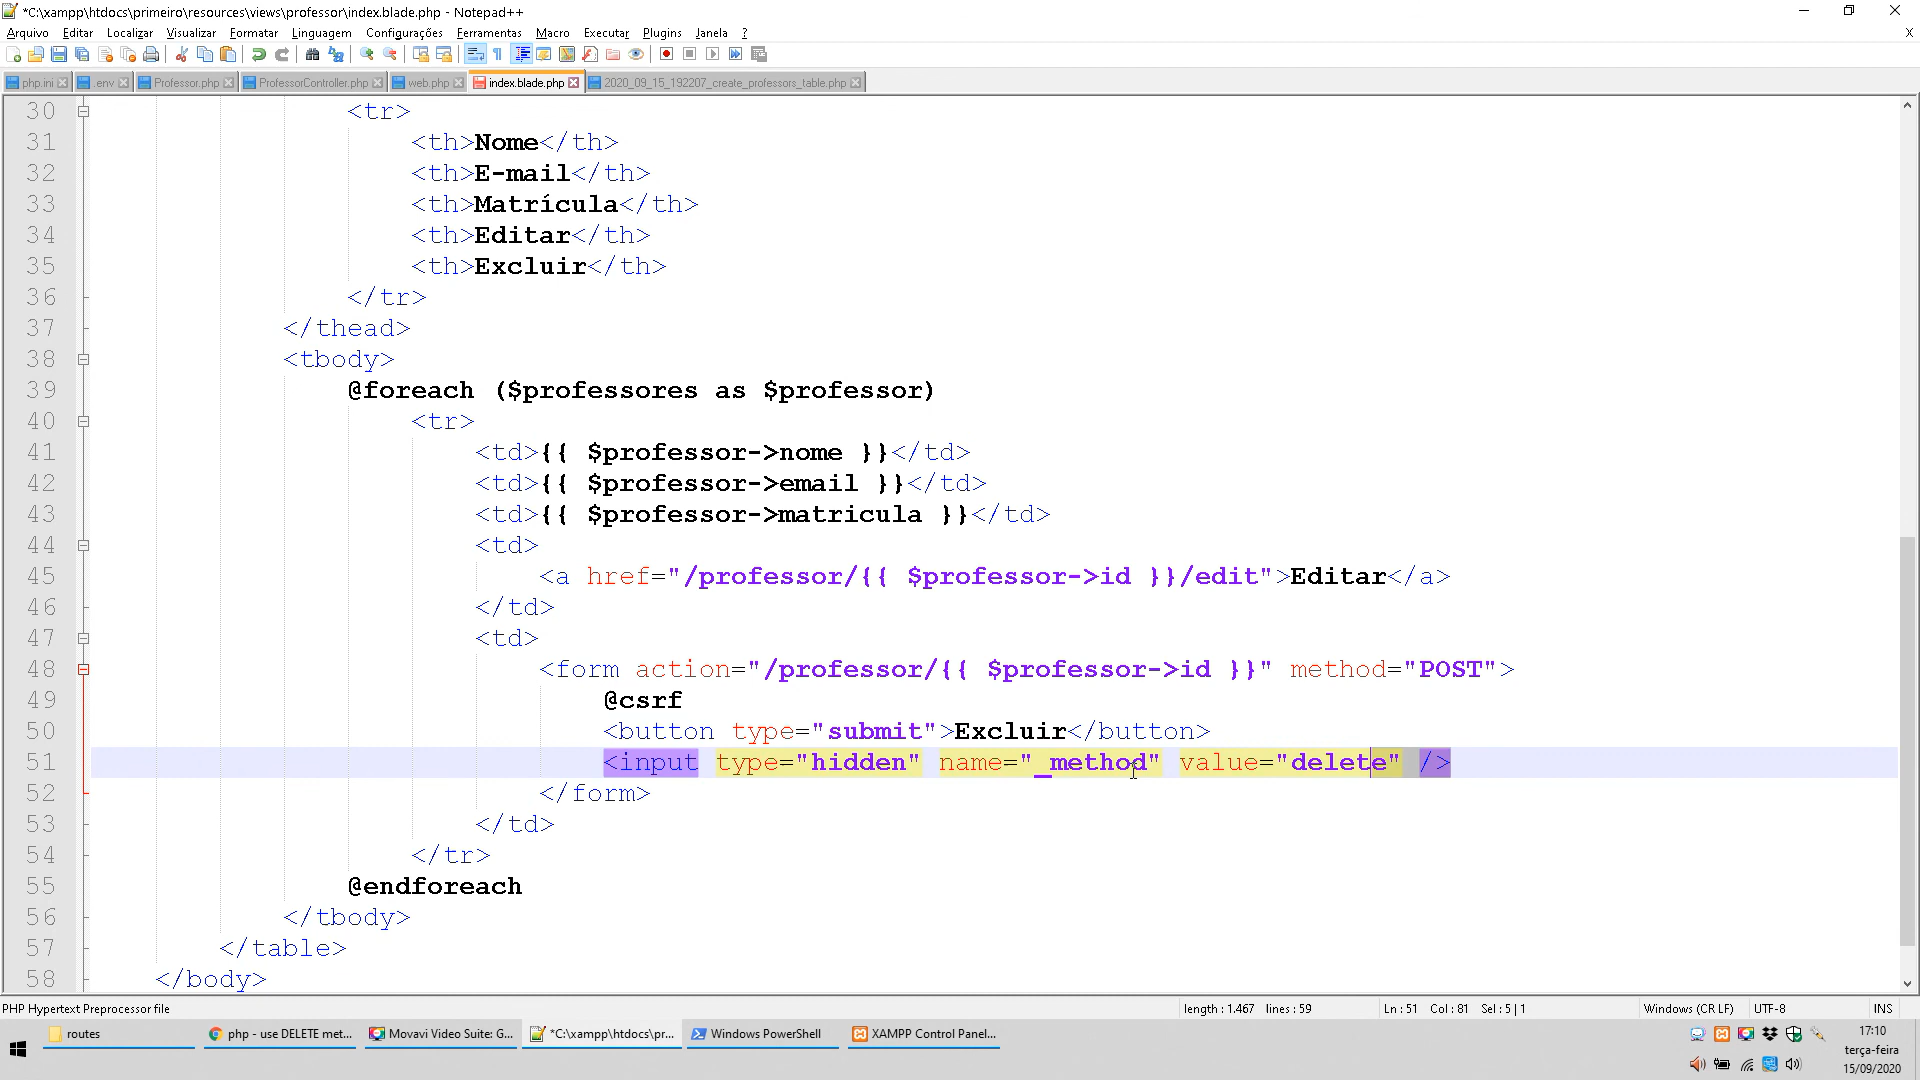 *C:\xampp\htdocs\primeiro\resources\views\professor\index.blade.php - Notepad++
Arquivo Editar Localizar Visualizar Formatar Linguagem Configurações Ferramentas Macro Executar Plugins Janela ? X
php.ini .env Professor.php ProfessorController.php web.php index.blade.php 2020_09_15_192207_create_professors_table.php
30 <tr>
31 <th>Nome</th>
32 <th>E-mail</th>
33 <th>Matrícula</th>
34 <th>Editar</th>
35 <th>Excluir</th>
36 </tr>
37 </thead>
38 <tbody>
39 @foreach ($professores as $professor)
40 <tr>
41 <td>{{ $professor->nome }}</td>
42 <td>{{ $professor->email }}</td>
43 <td>{{ $professor->matricula }}</td>
44 <td>
45 <a href="/professor/{{ $professor->id }}/edit">Editar</a>
46 </td>
47 <td>
48 <form action="/professor/{{ $professor->id }}" method="POST">
49 @csrf
50 <button type="submit">Excluir</button>
51 <input type="hidden" name="_method" value="delete" />
52 </form>
53 </td>
54 </tr>
55 @endforeach
56 </tbody>
57 </table>
58 </body>
PHP Hypertext Preprocessor file length : 1.467 lines : 59 Ln : 51 Col : 81 Sel : 5 | 1 Windows (CR LF) UTF-8 INS
routes php - use DELETE met... Movavi Video Suite: G... *C:\xampp\htdocs\pr... Windows PowerShell XAMPP Control Panel...
17:10
terça-feira
15/09/2020